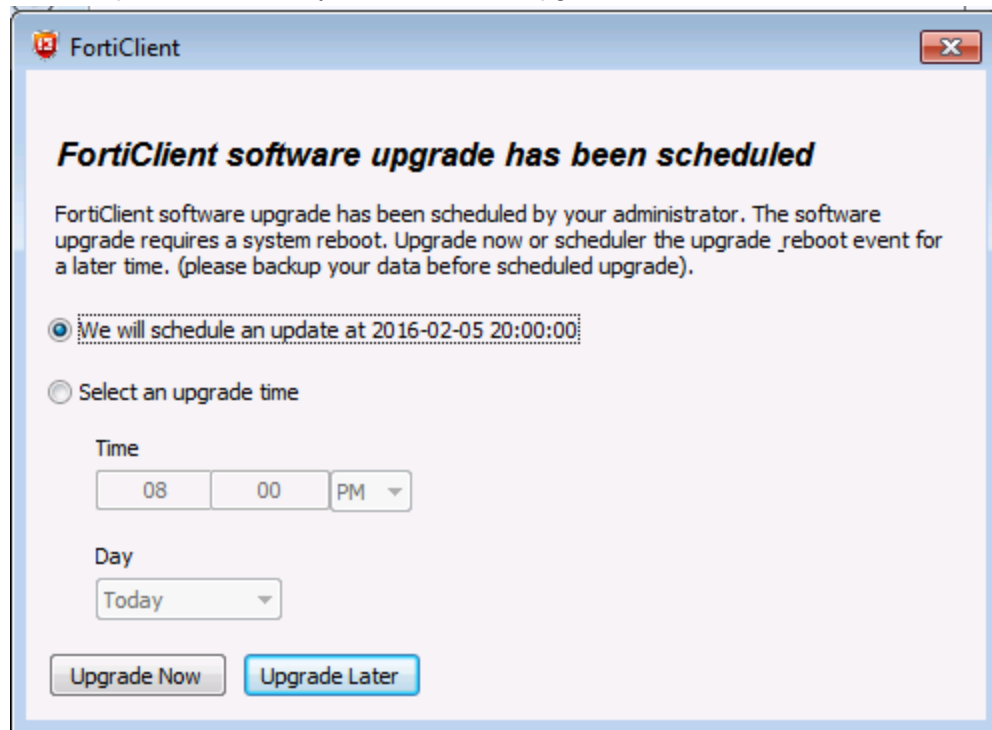 FortiClient
FortiClient software upgrade has been scheduled
FortiClient software upgrade has been scheduled by your administrator. The software
upgrade requires a system reboot. Upgrade now or scheduler the upgrade _reboot event for
a later time. (please backup your data before scheduled upgrade).
We will schedule an update at 2016-02-05 20:00:00
Select an upgrade time
Time
08 00 PM
Day
Today
Upgrade Now Upgrade Later